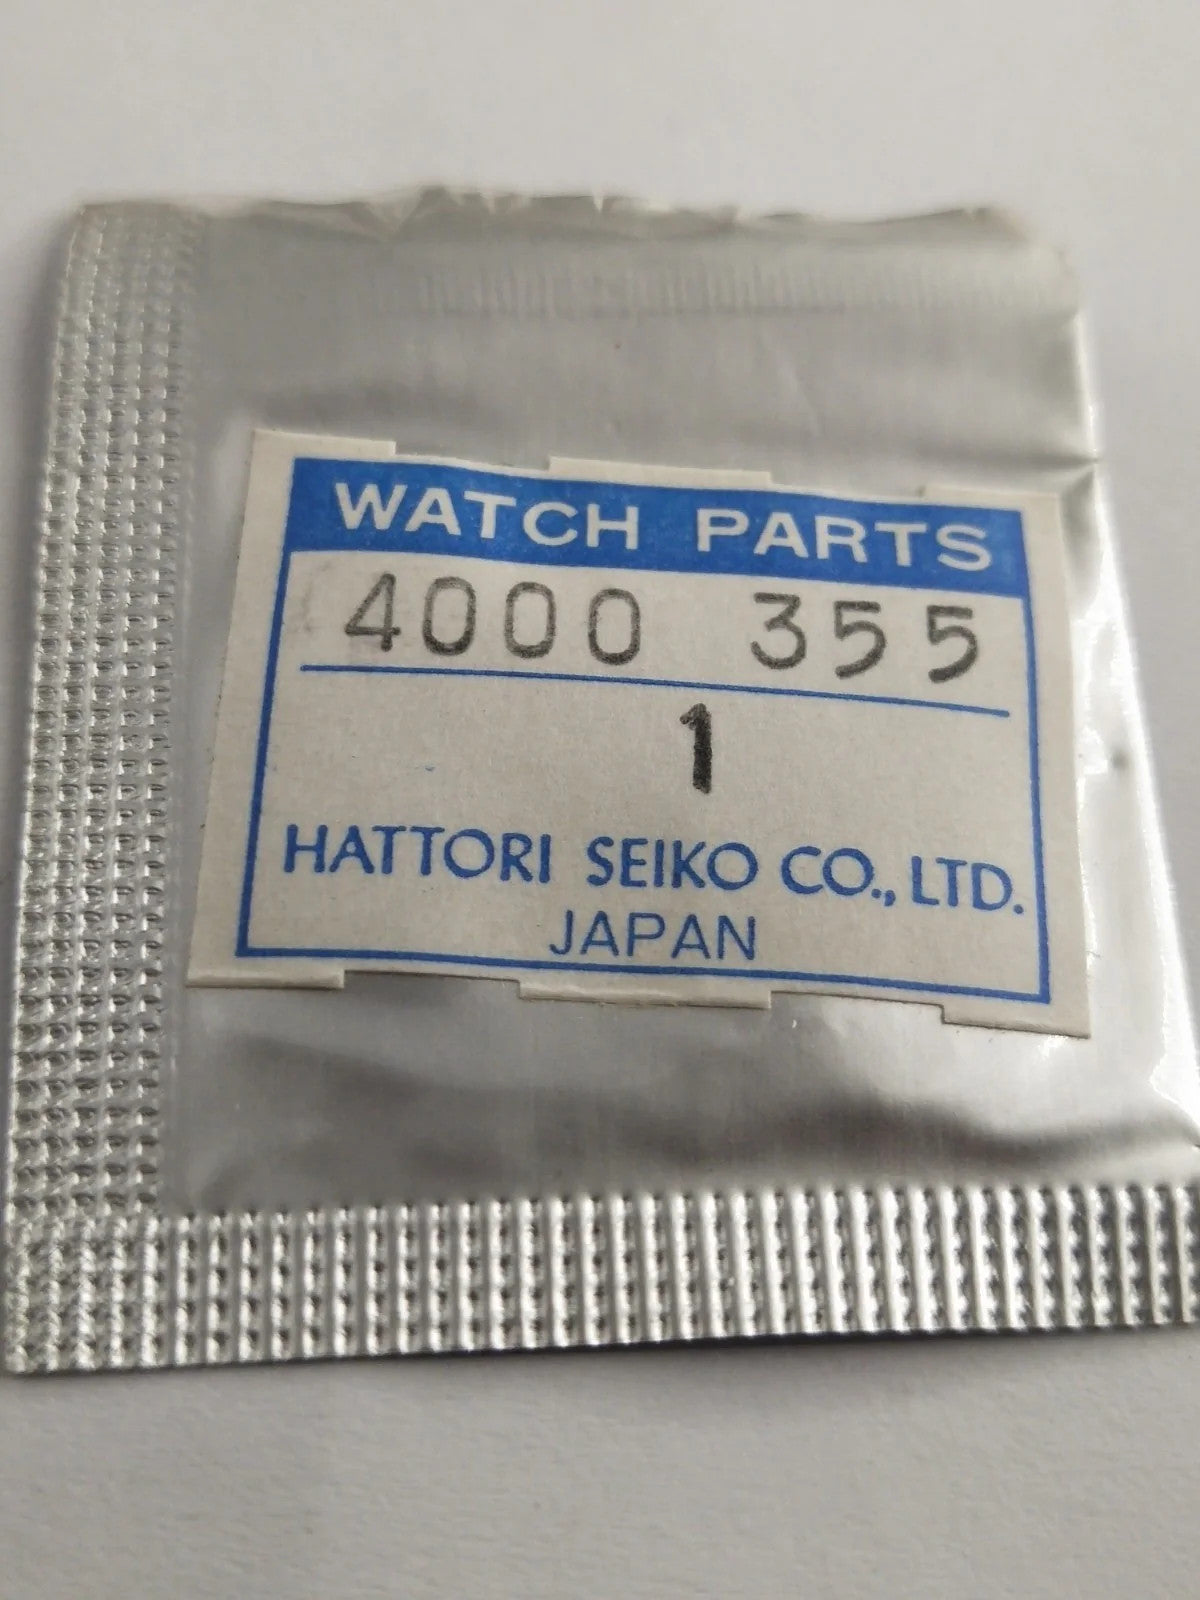 WATCH PARTS
4000 355
1
HATTORI SEIKO CO., LTD.
JAPAN